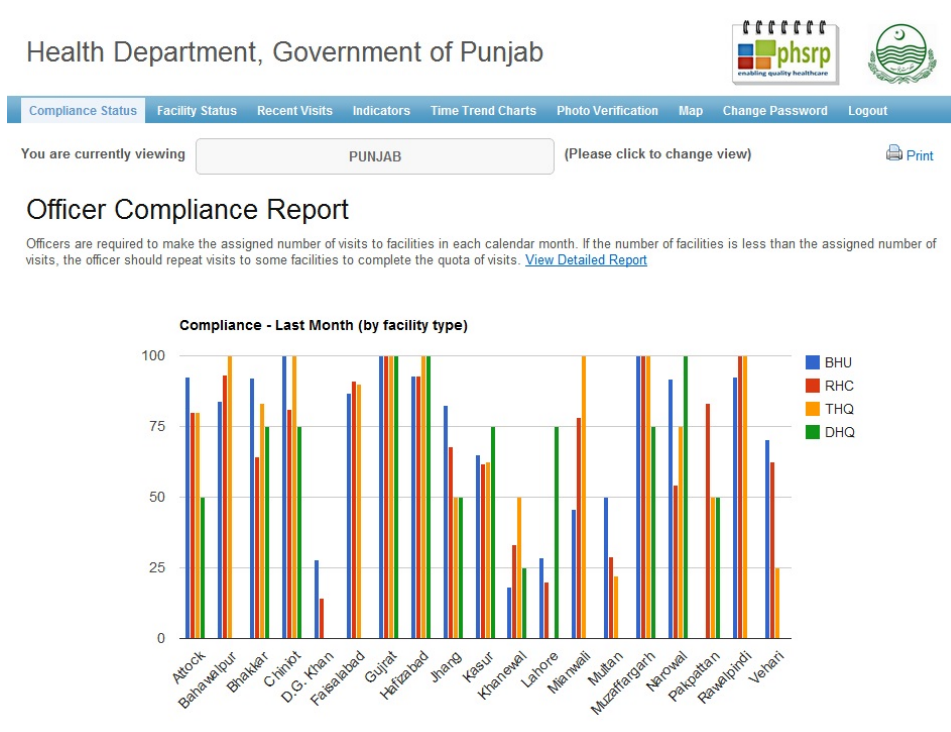 Health Department, Government of Punjab
phsrp
enabling quality healthcare
Compliance Status Facility Status Recent Visits Indicators Time Trend Charts Photo Verification Map Change Password Logout
You are currently viewing PUNJAB (Please click to change view) Print
Officer Compliance Report
Officers are required to make the assigned number of visits to facilities in each calendar month. If the number of facilities is less than the assigned number of
visits, the officer should repeat visits to some facilities to complete the quota of visits. View Detailed Report
Compliance - Last Month (by facility type)
100
75
50
25
0
BHU
RHC
THQ
DHQ
Attock
Bahawalpur
Bhakkar
Chiniot
D.G. Khan
Faisalabad
Gujrat
Hafizabad
Jhang
Kasur
Khanewal
Lahore
Mianwali
Multan
Muzaffargarh
Narowal
Pakpattan
Rawalpindi
Vehari